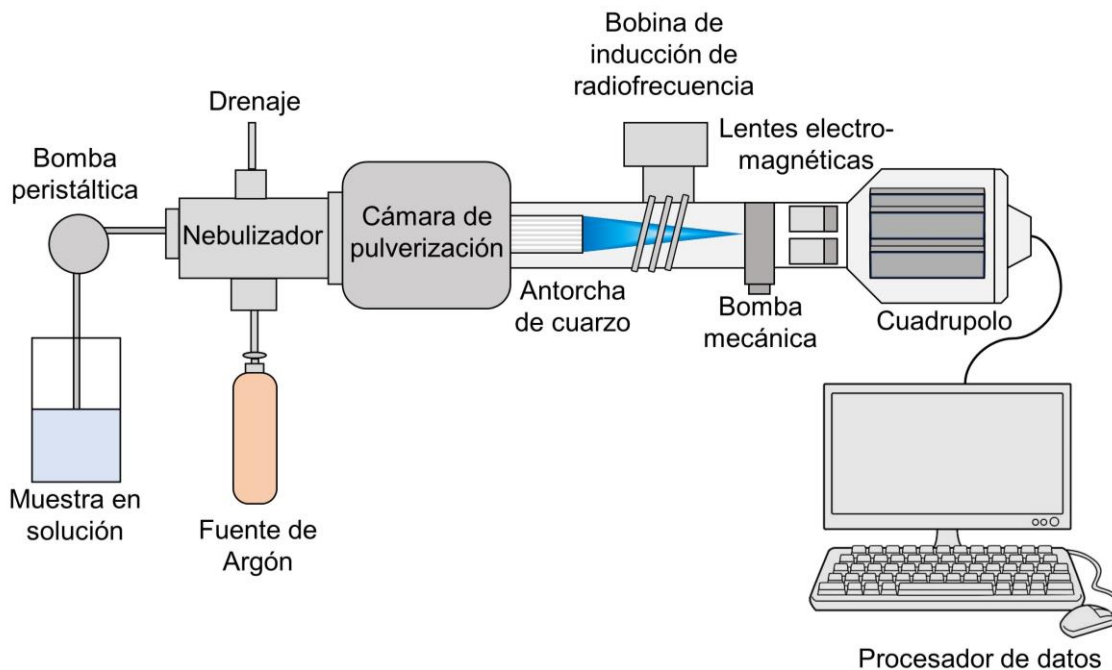 Bobina de
inducción de
radiofrecuencia
Drenaje
Lentes electro-
magnéticas
Bomba
peristáltica
Nebulizador
Cámara de
pulverización
Antorcha
de cuarzo
Bomba
mecánica
Cuadrupolo
Muestra en
solución
Fuente de
Argón
Procesador de datos